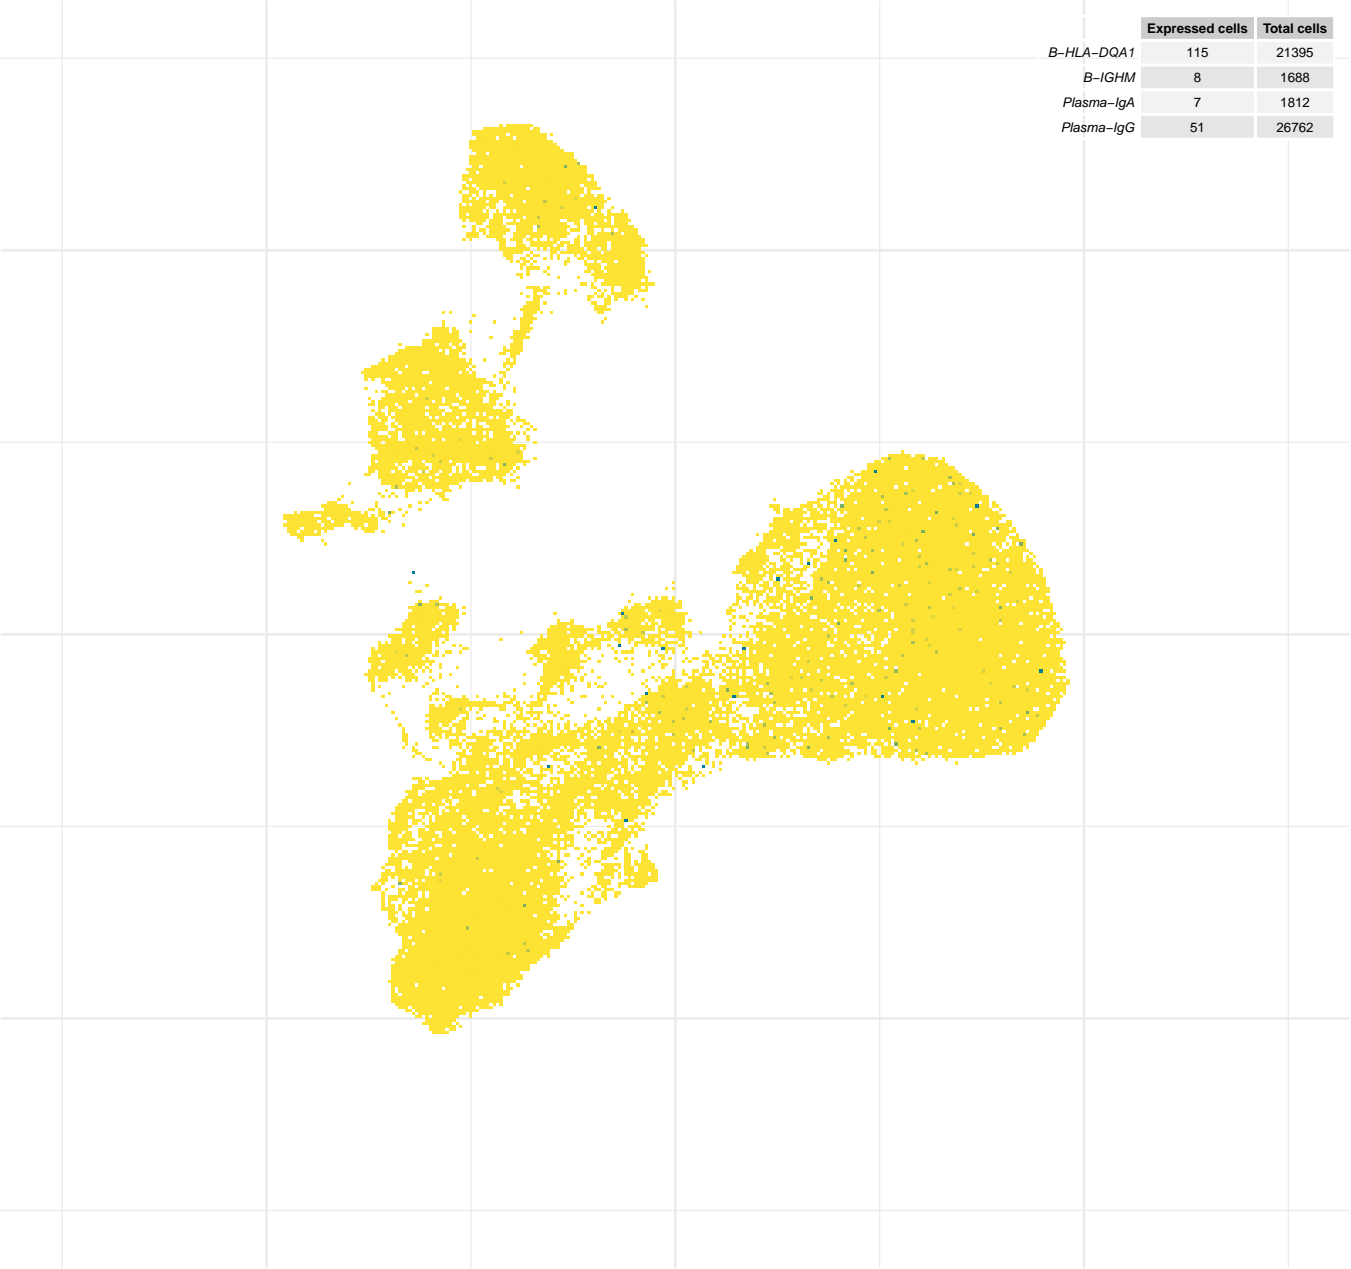 Expressed cells Total cells
B−HLA−DQA1 115 21395
B−IGHM 8 1688
Plasma−IgA 7 1812
Plasma−IgG 51 26762